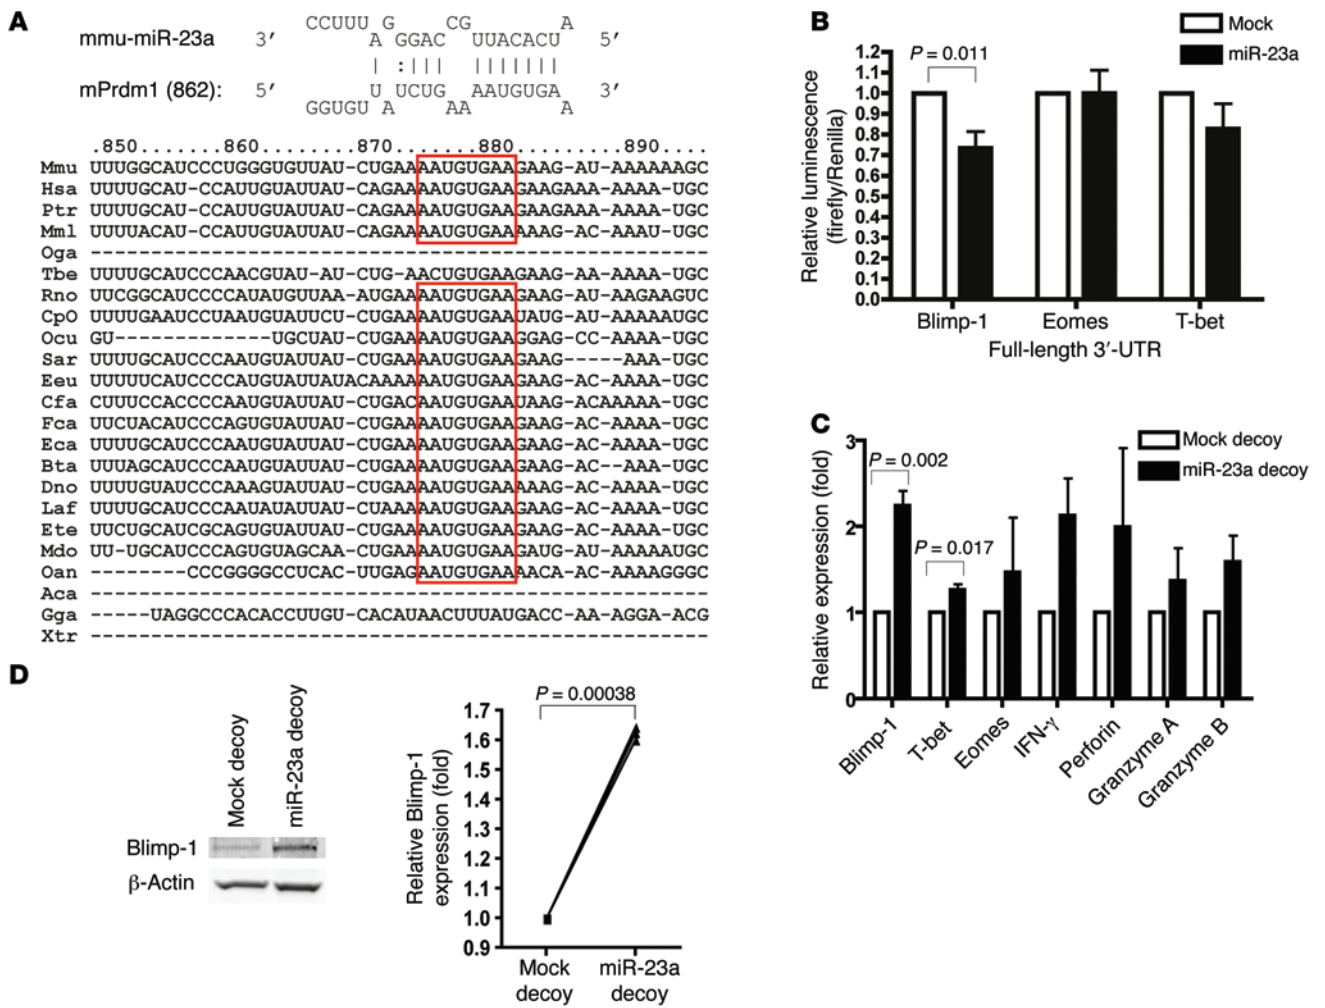 A
CCUUU G CG A
mmu-miR-23a 3′ A GGAC UUACACU 5′
| :||| |||||||
mPrdm1 (862): 5′ U UCUG AAUGUGA 3′
GGUGU A AA A
.850......860.......870.......880.......890....
Mmu UUUGGCAUCCCUGGGUGUUAU-CUGAAAAUGUGAAGAAG-AU-AAAAAAGC
Hsa UUUUGCAU-CCAUUGUAUUAU-CAGAAAAUGUGAAGAAGAAA-AAAA-UGC
Ptr UUUUGCAU-CCAUUGUAUUAU-CAGAAAAUGUGAAGAAGAAA-AAAA-UGC
Mml UUUUACAU-CCAUUGUAUUAU-CAGAAAAUGUGAAAAAG-AC-AAAU-UGC
Oga --------------------------------------------------
Tbe UUUUGCAUCCCAACGUAU-AU-CUG-AACUGUGAAGAAG-AA-AAAA-UGC
Rno UUCGGCAUCCCCAUAUGUUAA-AUGAAAAUGUGAAGAAG-AU-AAGAAGUC
CpO UUUUGAAUCCUAAUGUAUUCU-CUGAAAAUGUGAAUAUG-AU-AAAAAUGC
Ocu GU-------------UGCUAU-CUGAAAAUGUGAAGGAG-CC-AAAA-UGC
Sar UUUUGCAUCCCAAUGUAUUAU-CUGAAAAUGUGAAGAAG-----AAA-UGC
Eeu UUUUUCAUCCCCAUGUAUUAUACAAAAAAUGUGAAGAAG-AC-AAAA-UGC
Cfa CUUUCCACCCCAAUGUAUUAU-CUGACAAUGUGAAUAAG-ACAAAAA-UGC
Fca UUCUACAUCCCAGUGUAUUAU-CUGAAAAUGUGAAGAAG-AC-AAAA-UGC
Eca UUUUGCAUCCCAAUGUAUUAU-CUGAAAAUGUGAAGAAG-AC-AAAA-UGC
Bta UUUAGCAUCCCAAUGUAUUAU-CUGAAAAUGUGAAGAAG-AC--AAA-UGC
Dno UUUUGUAUCCCAAAGUAUUAU-CUGAAAAUGUGAAAAAG-AC-AAAA-UGC
Laf UUUUGCAUCCCAAUAUAUUAU-CUAAAAAUGUGAAGAAG-AC-AAAA-UGC
Ete UUCUGCAUCGCAGUGUAUUAU-CUGAAAAUGUGAAGAAG-AC-AAAA-UGC
Mdo UU-UGCAUCCCAGUGUAGCAA-CUGAAAAUGUGAAGAUG-AU-AAAAAUGC
Oan --------CCCGGGGCCUCAC-UUGAGAAUGUGAAAACA-AC-AAAAGGGC
Aca --------------------------------------------------
Gga -----UAGGCCCACACCUUGU-CACAUAACUUUAUGACC-AA-AGGA-ACG
Xtr --------------------------------------------------
B
Mock
miR-23a
P = 0.011
Relative luminescence
(firefly/Renilla)
1.2
1.1
1.0
0.9
0.8
0.7
0.6
0.5
0.4
0.3
0.2
0.1
0.0
Blimp-1 Eomes T-bet
Full-length 3′-UTR
C
Mock decoy
miR-23a decoy
P = 0.002
P = 0.017
Relative expression (fold)
3
2
1
0
Blimp-1 T-bet Eomes IFN-γ Perforin Granzyme A Granzyme B
D
Mock decoy
miR-23a decoy
Blimp-1
β-Actin
P = 0.00038
Relative Blimp-1
expression (fold)
1.7
1.6
1.5
1.4
1.3
1.2
1.1
1.0
0.9
Mock decoy
miR-23a decoy